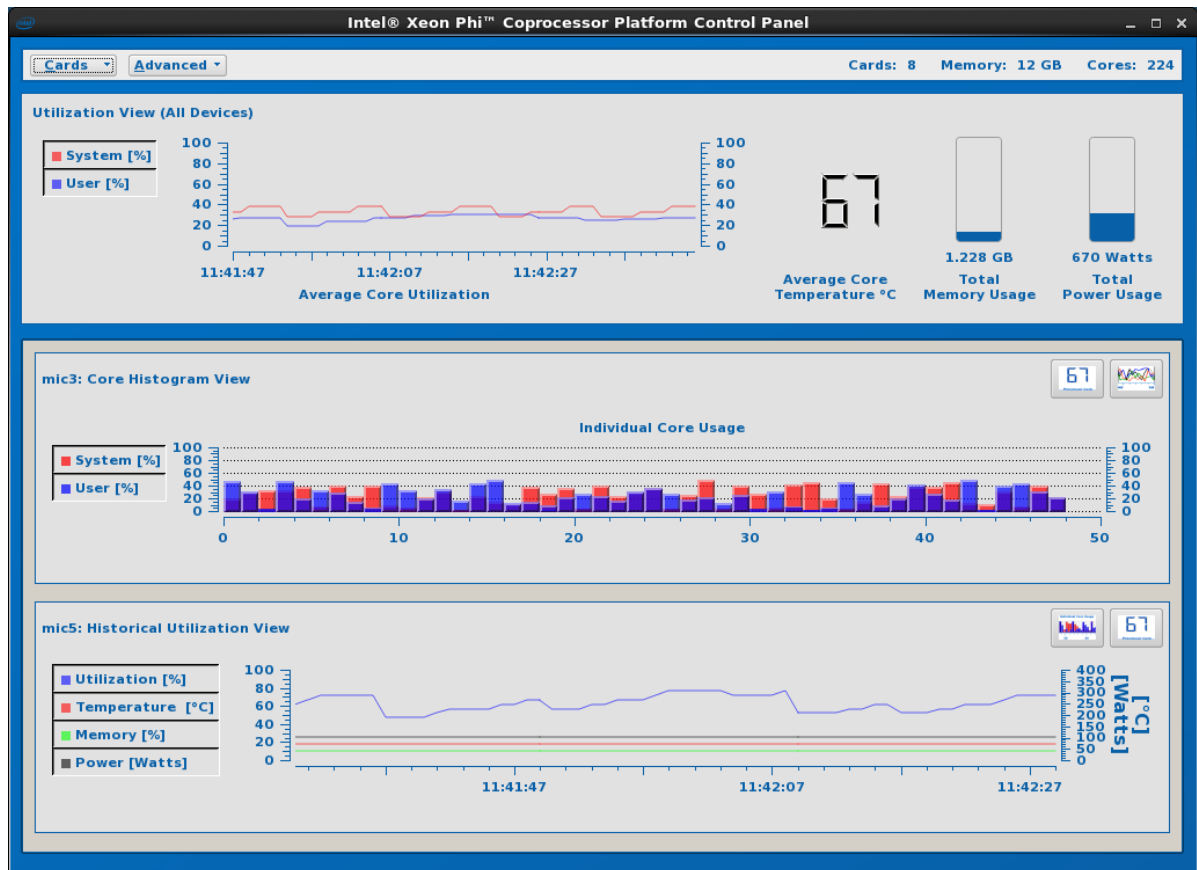 Intel® Xeon Phi™ Coprocessor Platform Control Panel
Cards Advanced Cards: 8 Memory: 12 GB Cores: 224
Utilization View (All Devices)
System [%]
User [%]
100
80
60
40
20
0
100
80
60
40
20
0
11:41:47 11:42:07 11:42:27
Average Core Utilization
67
Average Core
Temperature °C
1.228 GB
Total
Memory Usage
670 Watts
Total
Power Usage
mic3: Core Histogram View
67
Individual Core Usage
System [%]
User [%]
100
80
60
40
20
0
100
80
60
40
20
0
0 10 20 30 40 50
mic5: Historical Utilization View
67
Utilization [%]
Temperature [°C]
Memory [%]
Power [Watts]
100
80
60
40
20
0
400
350
300
250
200
150
100
50
0
[°C]
[Watts]
11:41:47 11:42:07 11:42:27